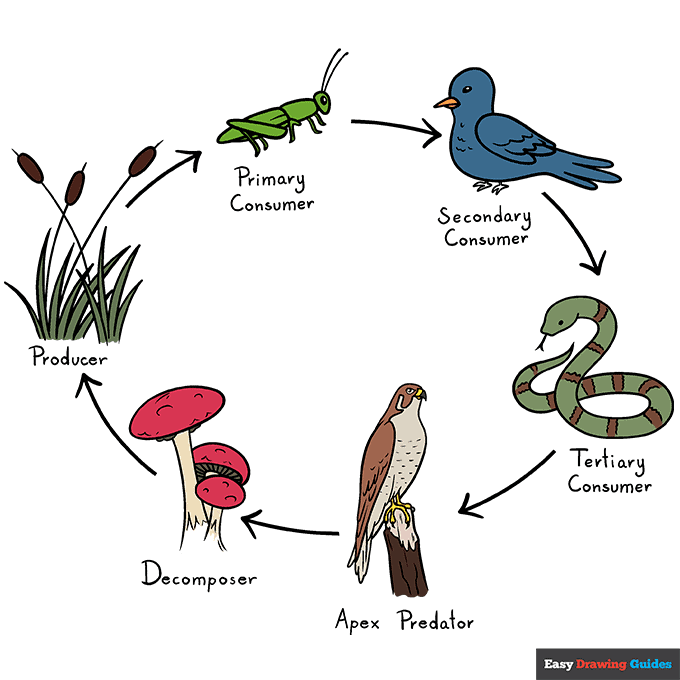 Primary
Consumer
Secondary
Consumer
Producer
Tertiary
Consumer
Decomposer
Apex Predator
Easy Drawing Guides